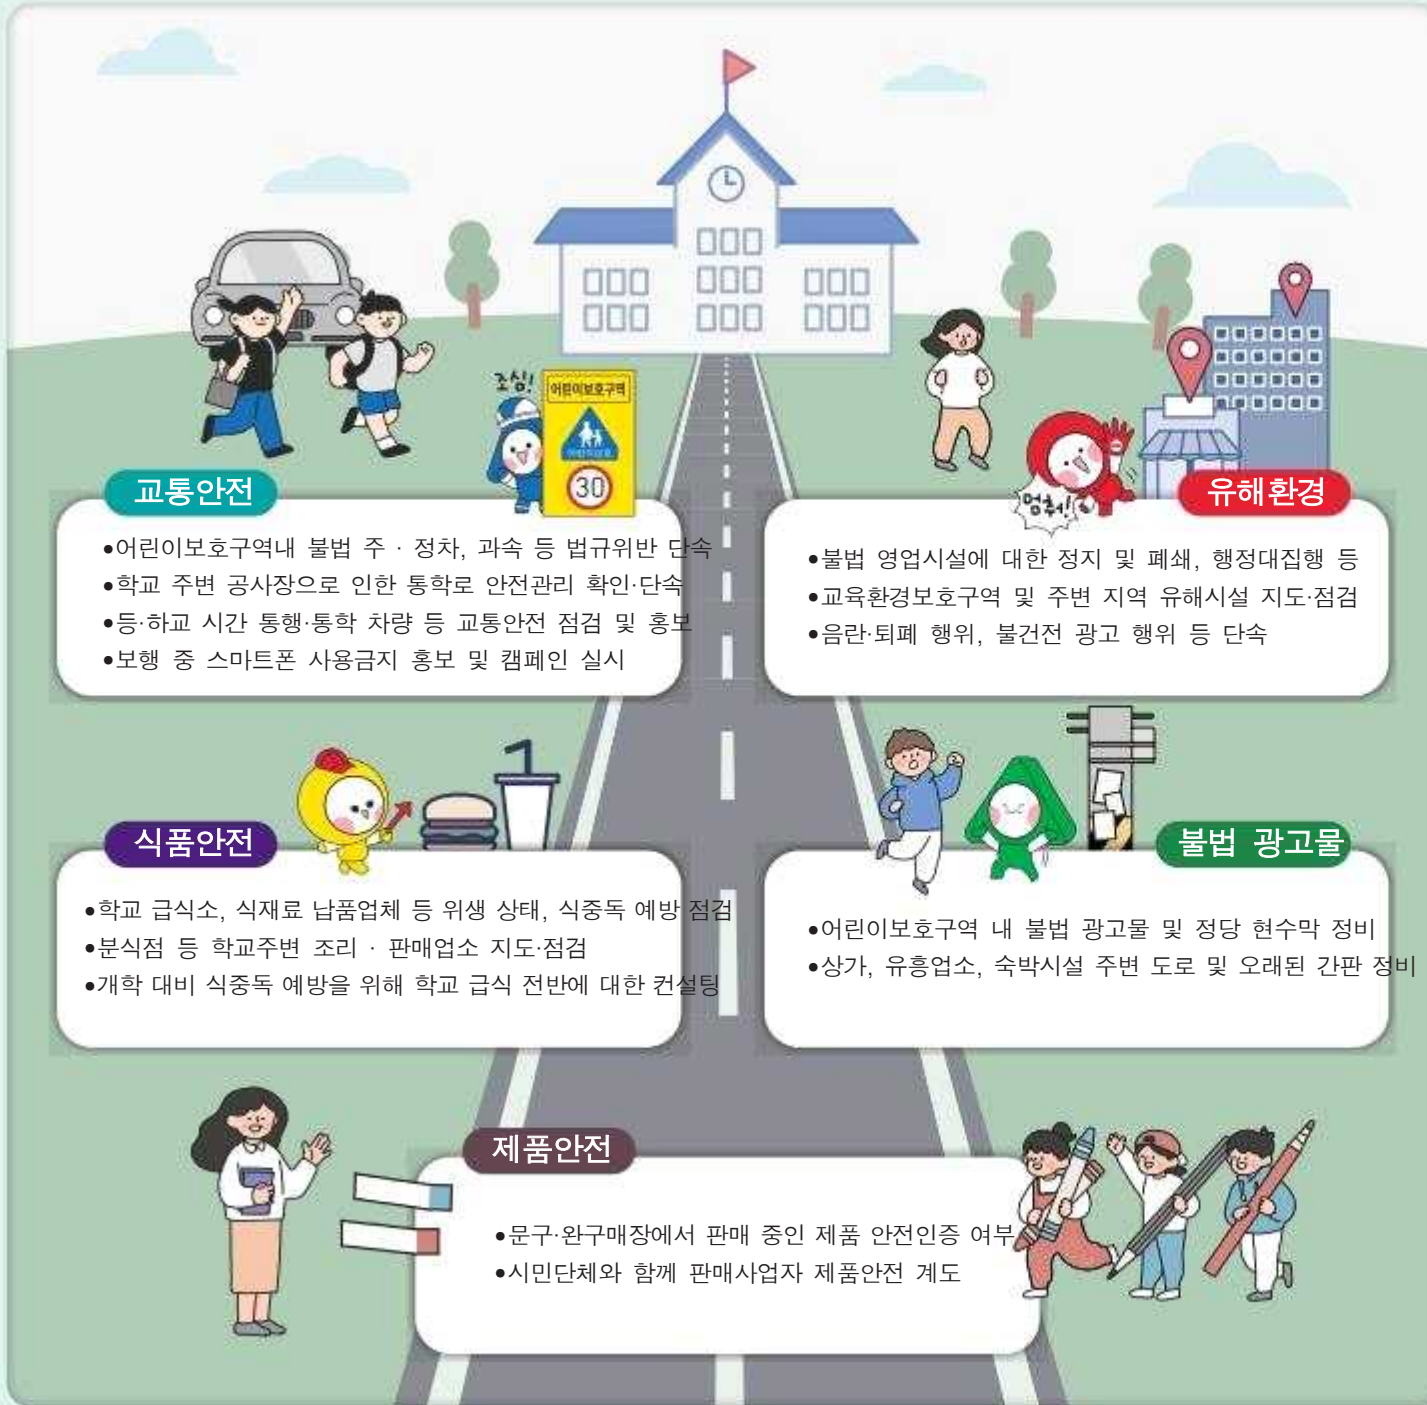 조심!
어린이보호구역
어린이보호
30
멈춰!
교통안전
•어린이보호구역내 불법 주 · 정차, 과속 등 법규위반 단속
•학교 주변 공사장으로 인한 통학로 안전관리 확인·단속
•등·하교 시간 통행·통학 차량 등 교통안전 점검 및 홍보
•보행 중 스마트폰 사용금지 홍보 및 캠페인 실시
유해환경
•불법 영업시설에 대한 정지 및 폐쇄, 행정대집행 등
•교육환경보호구역 및 주변 지역 유해시설 지도·점검
•음란·퇴폐 행위, 불건전 광고 행위 등 단속
식품안전
•학교 급식소, 식재료 납품업체 등 위생 상태, 식중독 예방 점검
•분식점 등 학교주변 조리 · 판매업소 지도·점검
•개학 대비 식중독 예방을 위해 학교 급식 전반에 대한 컨설팅
불법 광고물
•어린이보호구역 내 불법 광고물 및 정당 현수막 정비
•상가, 유흥업소, 숙박시설 주변 도로 및 오래된 간판 정비
제품안전
•문구·완구매장에서 판매 중인 제품 안전인증 여부
•시민단체와 함께 판매사업자 제품안전 계도